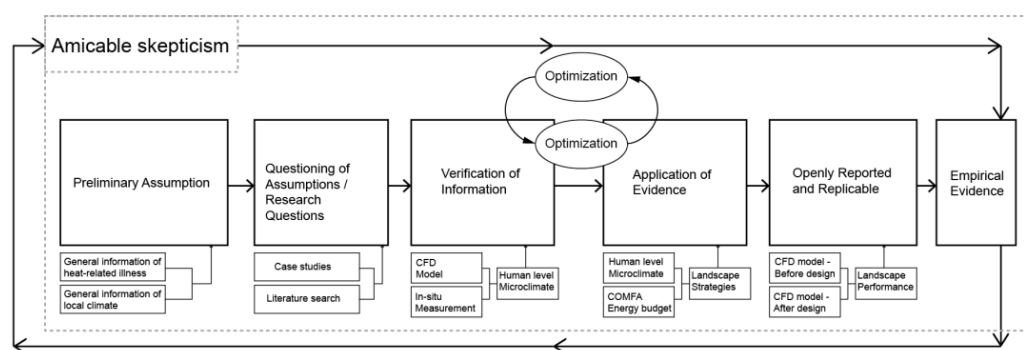 Amicable skepticism
Optimization
Optimization
Preliminary Assumption
Questioning of
Assumptions /
Research
Questions
Verification of
Information
Application of
Evidence
Openly Reported
and Replicable
Empirical
Evidence
General information of
heat-related illness
General information of
local climate
Case studies
Literature search
CFD
Model
In-situ
Measurement
Human level
Microclimate
Human level
Microclimate
COMFA
Energy budget
Landscape
Strategies
CFD model -
Before design
CFD model -
After design
Landscape
Performance